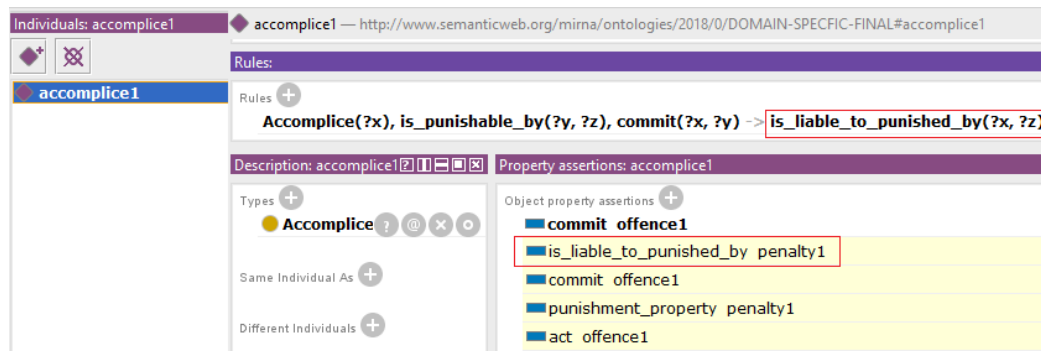 Individuals: accomplice1
accomplice1 — http://www.semanticweb.org/mirna/ontologies/2018/0/DOMAIN-SPECFIC-FINAL#accomplice1
accomplice1
Rules:
Rules
Accomplice(?x), is_punishable_by(?y, ?z), commit(?x, ?y) -> is_liable_to_punished_by(?x, ?z)
Description: accomplice1
Property assertions: accomplice1
Types
Accomplice
Same Individual As
Different Individuals
Object property assertions
commit offence1
is_liable_to_punished_by penalty1
commit offence1
punishment_property penalty1
act offence1